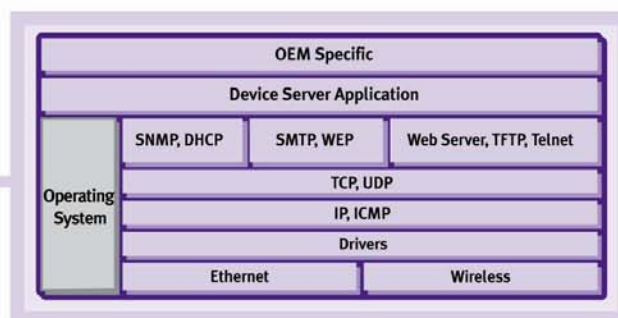 OEM Specific
Device Server Application
SNMP, DHCP
SMTP, WEP
Web Server, TFTP, Telnet
Operating
System
TCP, UDP
IP, ICMP
Drivers
Ethernet
Wireless